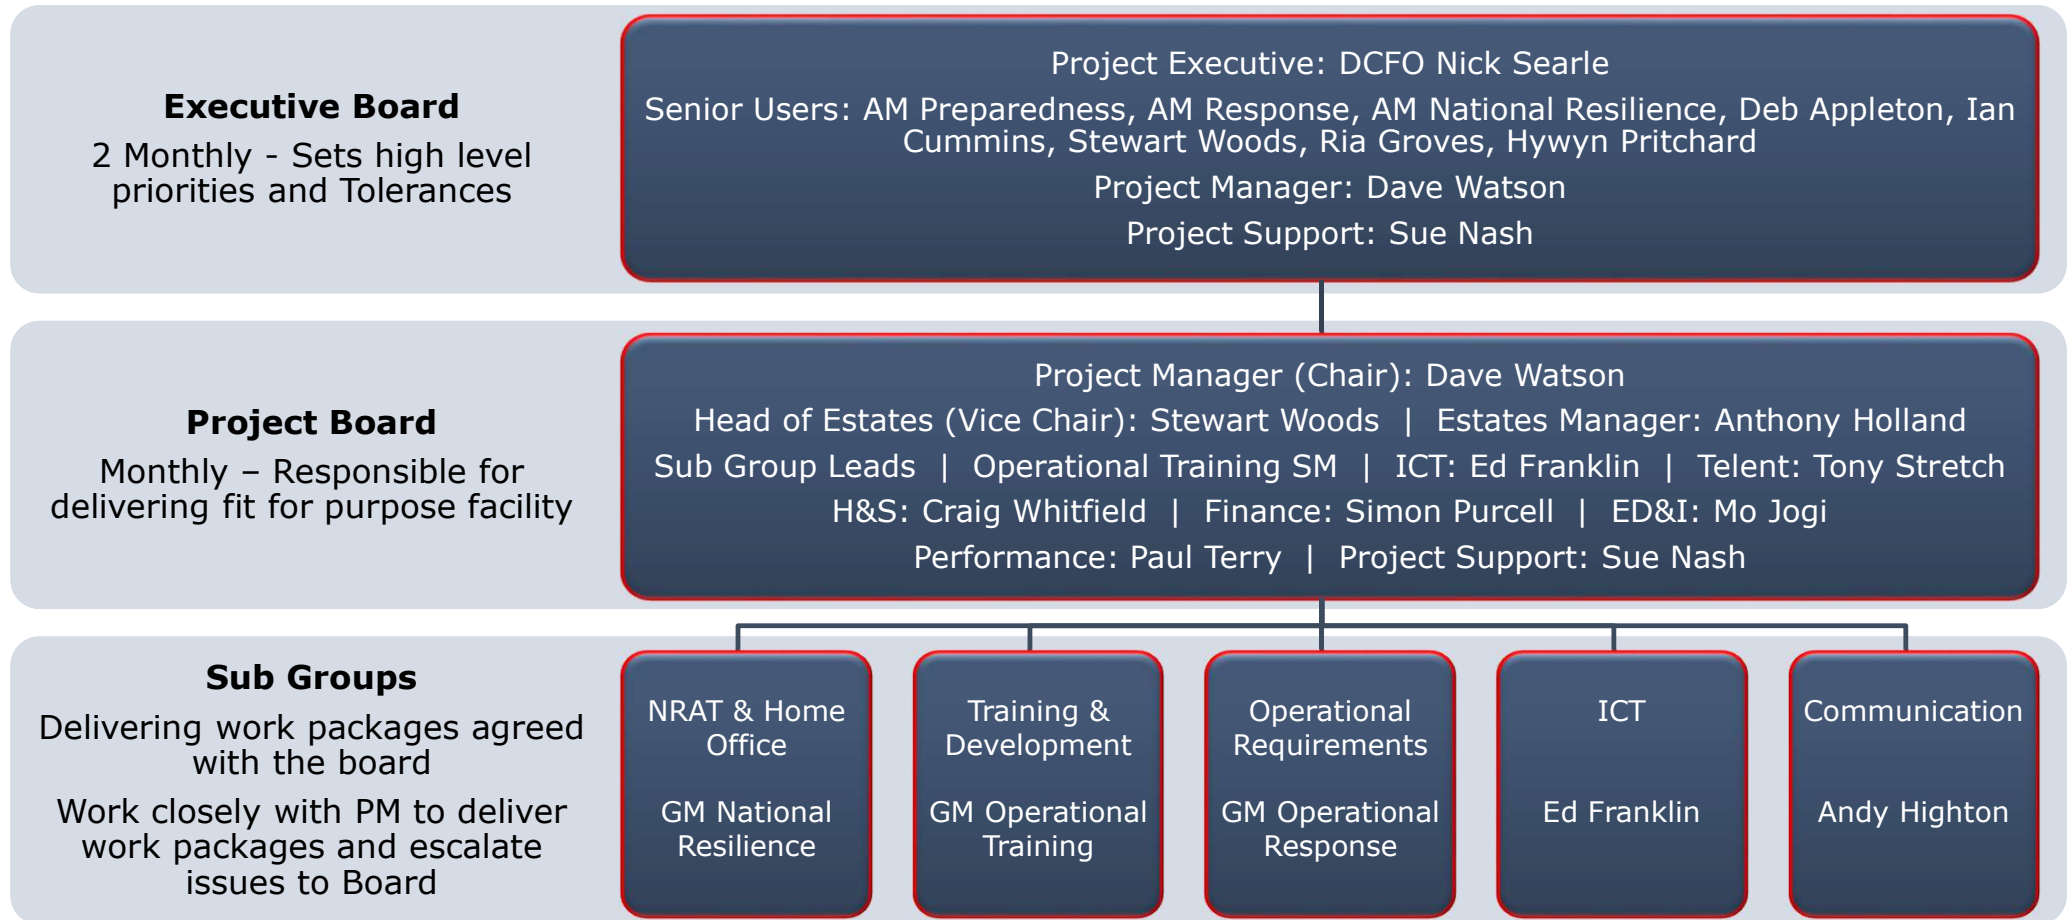 Executive Board
2 Monthly - Sets high level
priorities and Tolerances
Project Executive: DCFO Nick Searle
Senior Users: AM Preparedness, AM Response, AM National Resilience, Deb Appleton, Ian
Cummins, Stewart Woods, Ria Groves, Hywyn Pritchard
Project Manager: Dave Watson
Project Support: Sue Nash
Project Board
Monthly – Responsible for
delivering fit for purpose facility
Project Manager (Chair): Dave Watson
Head of Estates (Vice Chair): Stewart Woods | Estates Manager: Anthony Holland
Sub Group Leads | Operational Training SM | ICT: Ed Franklin | Telent: Tony Stretch
H&S: Craig Whitfield | Finance: Simon Purcell | ED&I: Mo Jogi
Performance: Paul Terry | Project Support: Sue Nash
Sub Groups
Delivering work packages agreed
with the board
Work closely with PM to deliver
work packages and escalate
issues to Board
NRAT & Home
Office
GM National
Resilience
Training &
Development
GM Operational
Training
Operational
Requirements
GM Operational
Response
ICT
Ed Franklin
Communication
Andy Highton